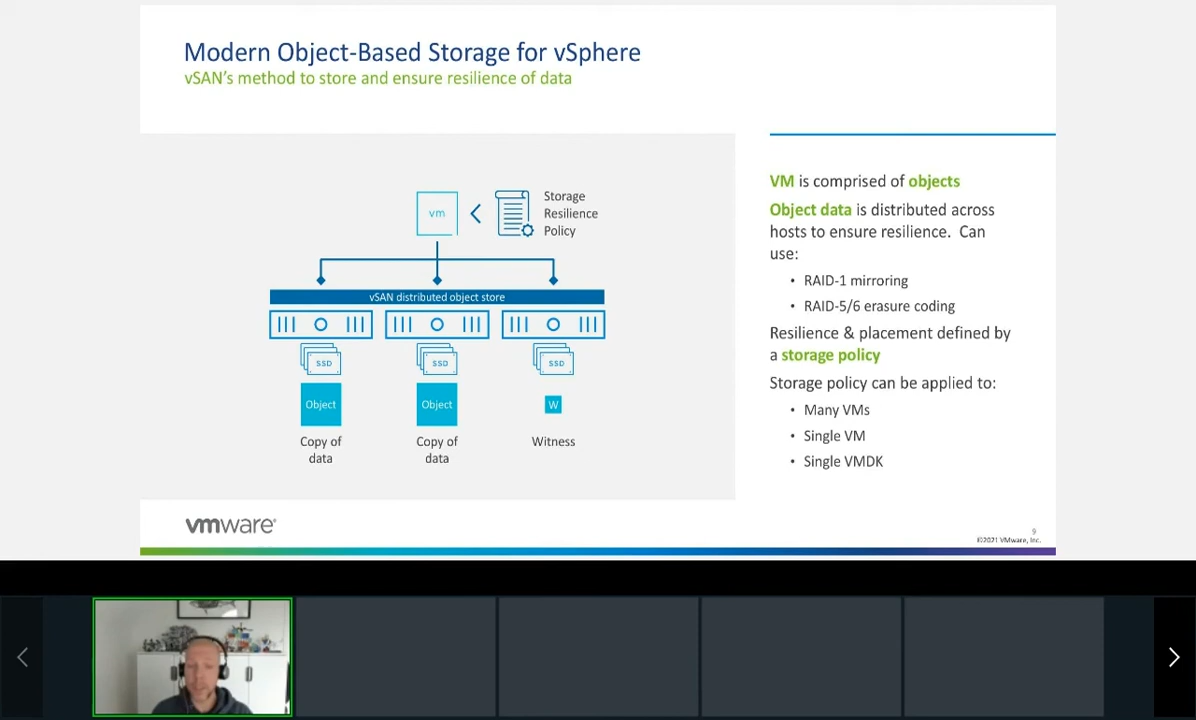 Modern Object-Based Storage for vSphere
vSAN's method to store and ensure resilience of data
vm
Storage
Resilience
Policy
vSAN distributed object store
SSD
SSD
SSD
Object
Object
W
Copy of
data
Copy of
data
Witness
VM is comprised of objects
Object data is distributed across
hosts to ensure resilience. Can
use:
• RAID-1 mirroring
• RAID-5/6 erasure coding
Resilience & placement defined by
a storage policy
Storage policy can be applied to:
• Many VMs
• Single VM
• Single VMDK
vmware®
9
©2021 VMware, Inc.